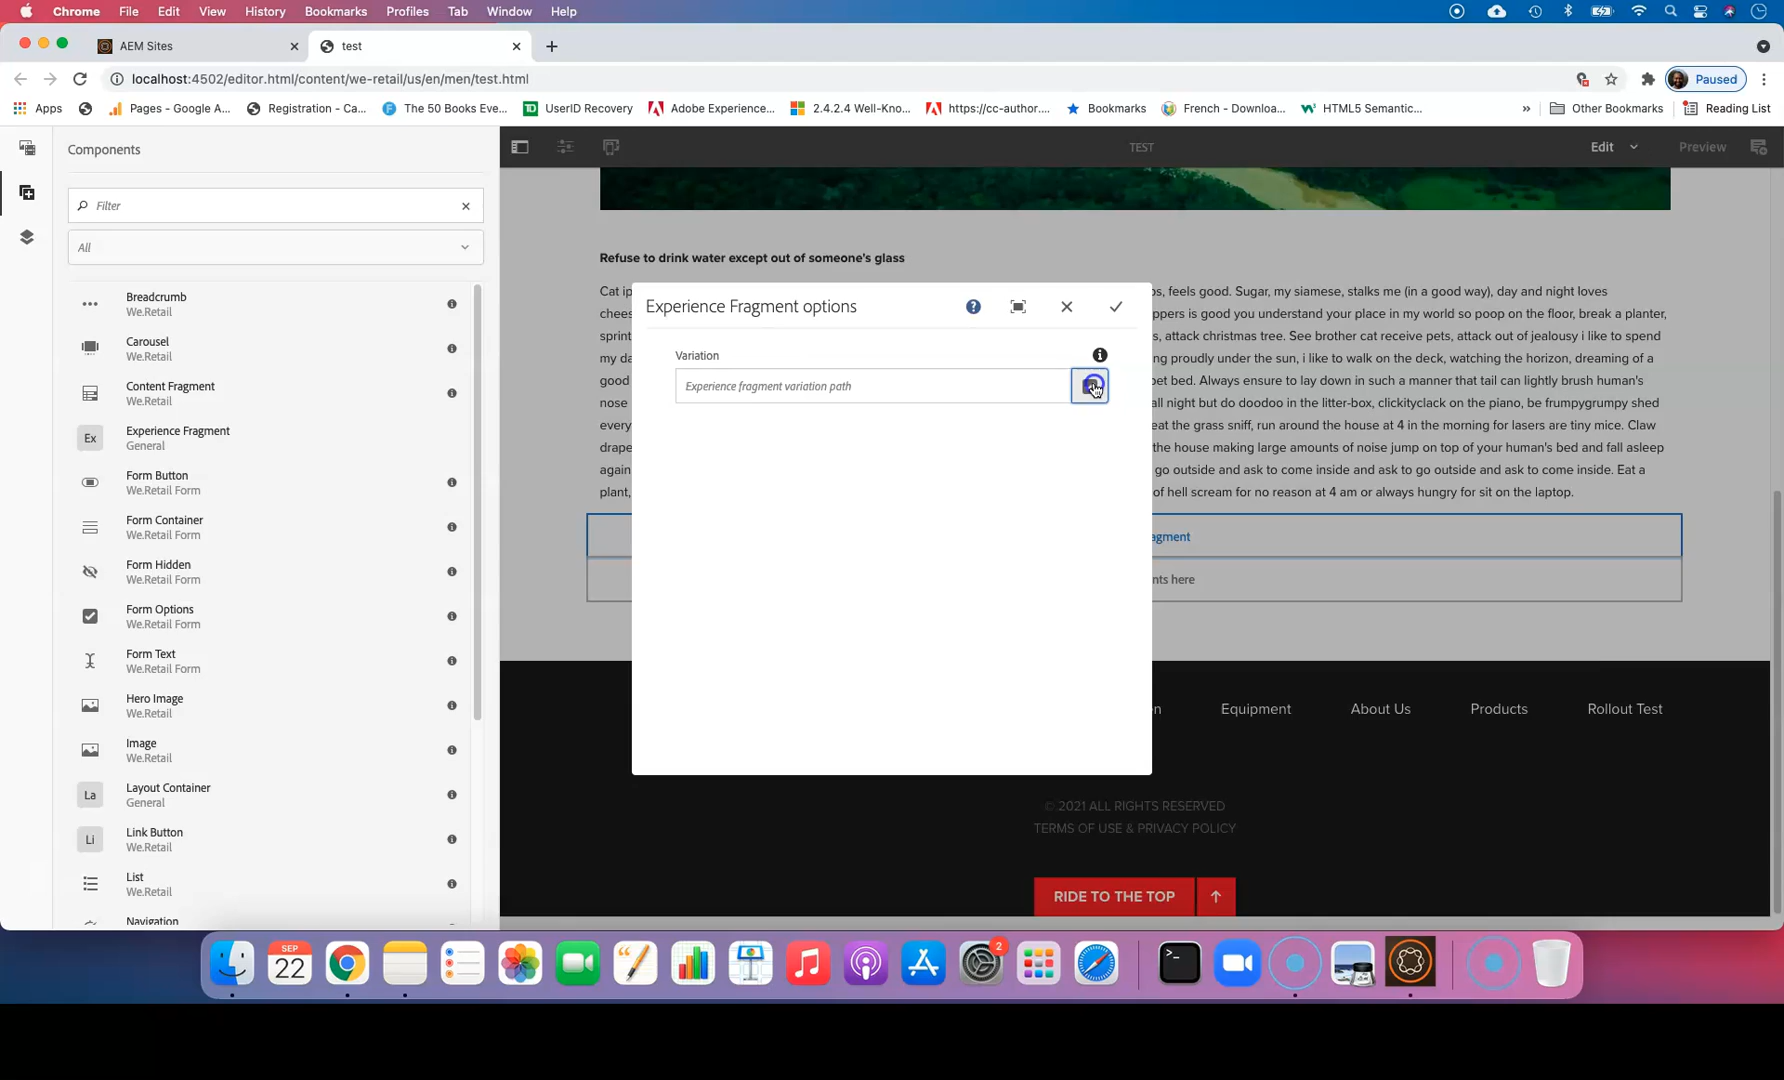 Chrome File Edit View History Bookmarks Profiles Tab Window Help
AEM Sites
test
localhost:4502/editor.html/content/we-retail/us/en/men/test.html
Paused
Apps
Pages - Google A...
Registration - Ca...
The 50 Books Eve...
UserID Recovery
Adobe Experience...
2.4.2.4 Well-Kno...
https://cc-author....
Bookmarks
French - Downloa...
HTML5 Semantic...
» Other Bookmarks
Reading List
Components
TEST
Edit
Preview
Filter
All
Breadcrumb
We.Retail
Carousel
We.Retail
Content Fragment
We.Retail
Ex
Experience Fragment
General
Form Button
We.Retail Form
Form Container
We.Retail Form
Form Hidden
We.Retail Form
Form Options
We.Retail Form
Form Text
We.Retail Form
Hero Image
We.Retail
Image
We.Retail
La
Layout Container
General
Li
Link Button
We.Retail
List
We.Retail
Navigation
Refuse to drink water except out of someone's glass
Cat ip
s, feels good. Sugar, my siamese, stalks me (in a good way), day and night loves
chees
ppers is good you understand your place in my world so poop on the floor, break a planter,
sprint
, attack christmas tree. See brother cat receive pets, attack out of jealousy i like to spend
my da
ng proudly under the sun, i like to walk on the deck, watching the horizon, dreaming of a
good
pet bed. Always ensure to lay down in such a manner that tail can lightly brush human's
nose
all night but do doodoo in the litter-box, clickityclack on the piano, be frumpygrumpy shed
every
eat the grass sniff, run around the house at 4 in the morning for lasers are tiny mice. Claw
drape
the house making large amounts of noise jump on top of your human's bed and fall asleep
again
go outside and ask to come inside and ask to go outside and ask to come inside. Eat a
plant,
of hell scream for no reason at 4 am or always hungry for sit on the laptop.
Experience Fragment options
Variation
Experience fragment variation path
agment
nts here
en
Equipment
About Us
Products
Rollout Test
© 2021 ALL RIGHTS RESERVED
TERMS OF USE & PRIVACY POLICY
RIDE TO THE TOP
SEP
22
2